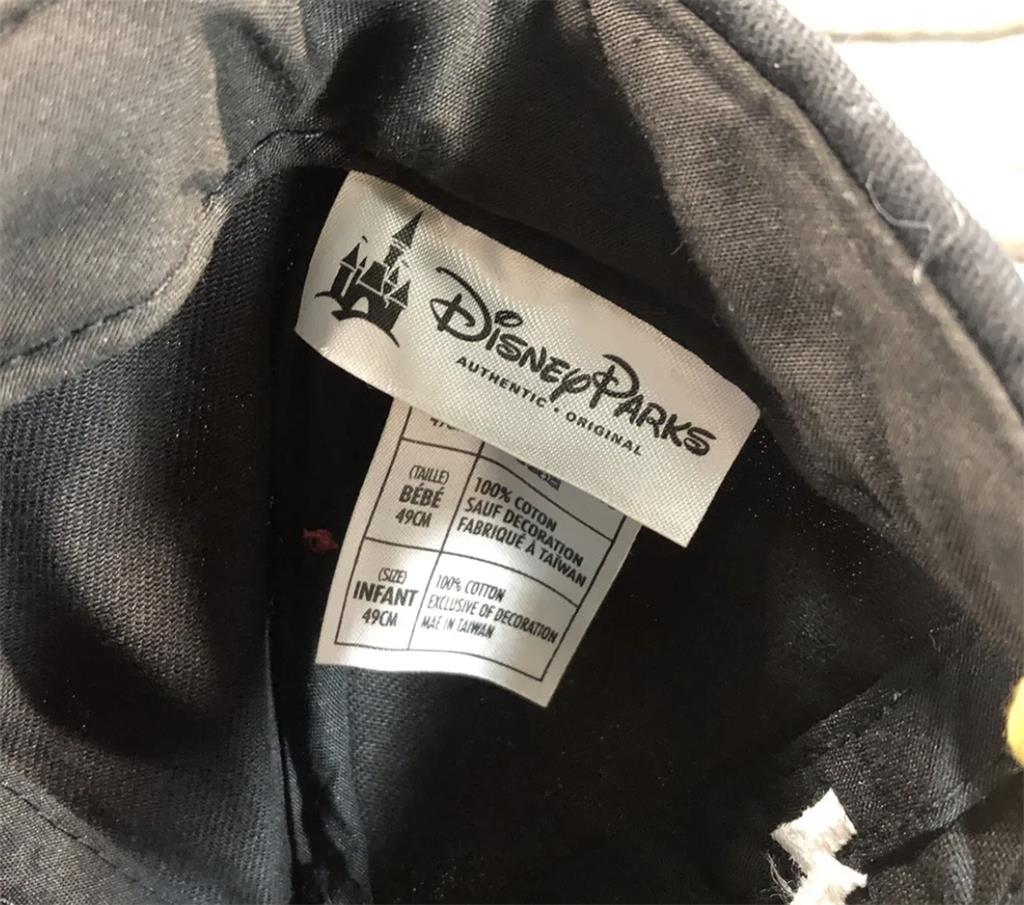 Disney Parks
AUTHENTIC • ORIGINAL
(TAILLE)
BÉBÉ
49CM
100% COTON
SAUF DECORATION
FABRIQUÉ À TAÏWAN
(SIZE)
INFANT
49CM
100% COTTON
EXCLUSIVE OF DECORATION
MAE IN TAIWAN